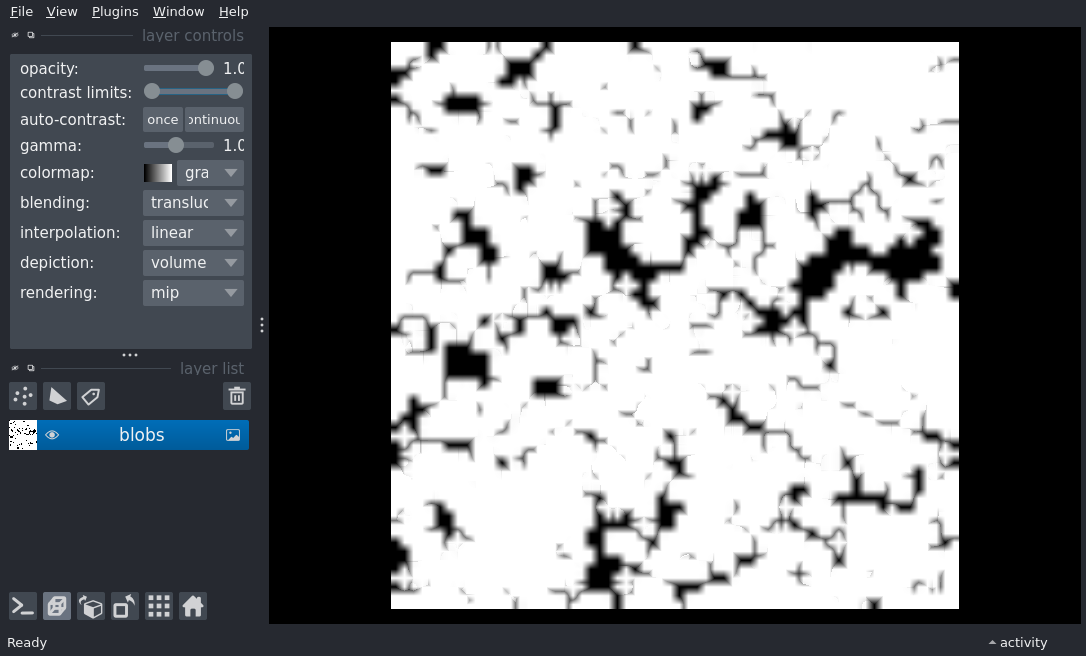 File View Plugins Window Help
layer controls
opacity: 1.0
contrast limits:
auto-contrast: once ontinuou
gamma: 1.0
colormap: gra
blending: transluc
interpolation: linear
depiction: volume
rendering: mip
layer list
blobs
Ready
activity